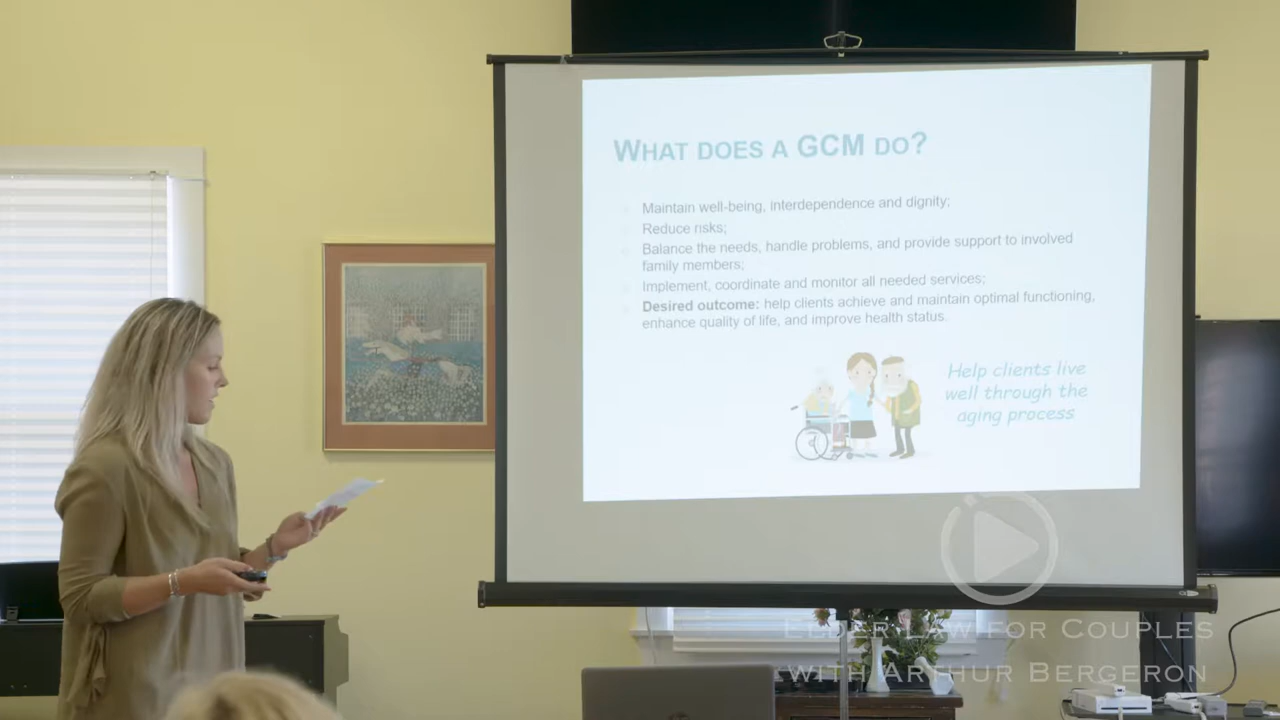 WHAT DOES A GCM DO?
Maintain well-being, interdependence and dignity;
Reduce risks;
Balance the needs, handle problems, and provide support to involved
family members;
Implement, coordinate and monitor all needed services;
Desired outcome: help clients achieve and maintain optimal functioning,
enhance quality of life, and improve health status.
Help clients live
well through the
aging process
ELDER LAW FOR COUPLES
WITH ARTHUR BERGERON